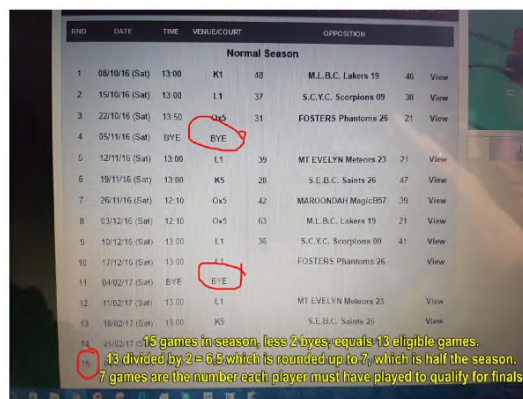 RND DATE TIME VENUE/COURT OPPOSITION
Normal Season
1 08/10/16 (Sat) 13:00 K1 48 M.L.B.C. Lakers 19 46 View
2 15/10/16 (Sat) 13:00 L1 37 S.C.Y.C. Scorpions 09 38 View
3 22/10/16 (Sat) 13:50 Ox5 31 FOSTERS Phantoms 26 21 View
4 05/11/16 (Sat) BYE BYE
5 12/11/16 (Sat) 13:00 L1 39 MT EVELYN Meteors 23 21 View
6 19/11/16 (Sat) 13:00 K5 28 S.E.B.C. Saints 26 47 View
7 26/11/16 (Sat) 12:10 Ox5 42 MAROONDAH Magic B57 39 View
8 03/12/16 (Sat) 12:10 Ox5 63 M.L.B.C. Lakers 19 21 View
9 10/12/16 (Sat) 13:00 L1 36 S.C.Y.C. Scorpions 09 41 View
10 17/12/16 (Sat) 13:00 L1 FOSTERS Phantoms 26 View
11 04/02/17 (Sat) BYE BYE
12 11/02/17 (Sat) 13:00 L1 MT EVELYN Meteors 23 View
13 18/02/17 (Sat) 13:00 K5 S.E.B.C. Saints 26 View
14 25/02/17
15 games in season, less 2 byes, equals 13 eligible games.
13 divided by 2 = 6.5 which is rounded up to 7, which is half the season.
15
7 games are the number each player must have played to qualify for finals